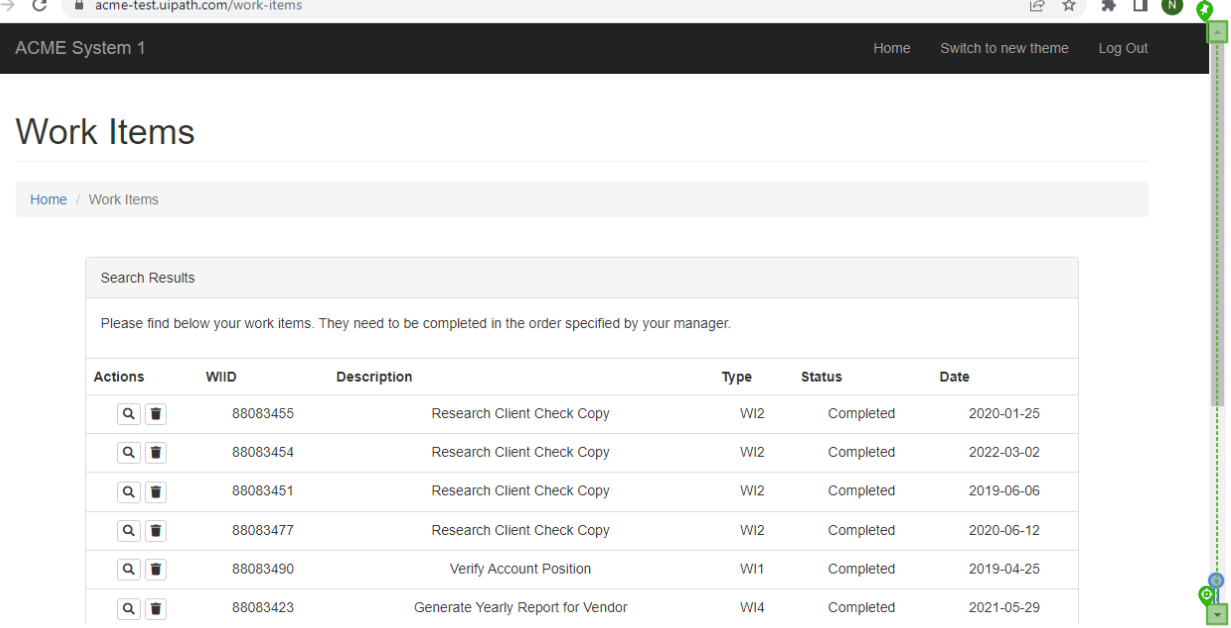 acme-test.uipath.com/work-items
N
ACME System 1 Home Switch to new theme Log Out
Work Items
Home / Work Items
Search Results
Please find below your work items. They need to be completed in the order specified by your manager.
Actions WIID Description Type Status Date
88083455 Research Client Check Copy WI2 Completed 2020-01-25
88083454 Research Client Check Copy WI2 Completed 2022-03-02
88083451 Research Client Check Copy WI2 Completed 2019-06-06
88083477 Research Client Check Copy WI2 Completed 2020-06-12
88083490 Verify Account Position WI1 Completed 2019-04-25
88083423 Generate Yearly Report for Vendor WI4 Completed 2021-05-29